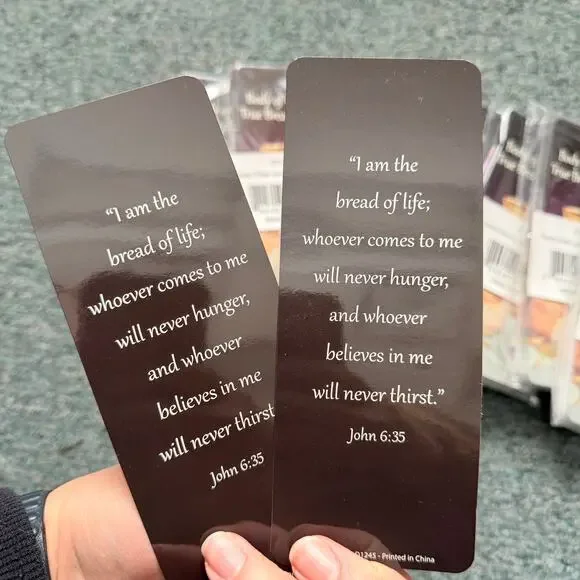 “I am the
bread of life;
whoever comes to me
will never hunger,
and whoever
believes in me
will never thirst
John 6:35
“I am the
bread of life;
whoever comes to me
will never hunger,
and whoever
believes in me
will never thirst.”
John 6:35
D1245 - Printed in China